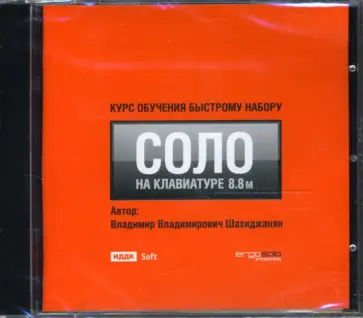 КУРС ОБУЧЕНИЯ БЫСТРОМУ НАБОРУ
СОЛО
НА КЛАВИАТУРЕ 8.8м
Автор:
Владимир Владимирович Шахиджанян
ИДДК Soft